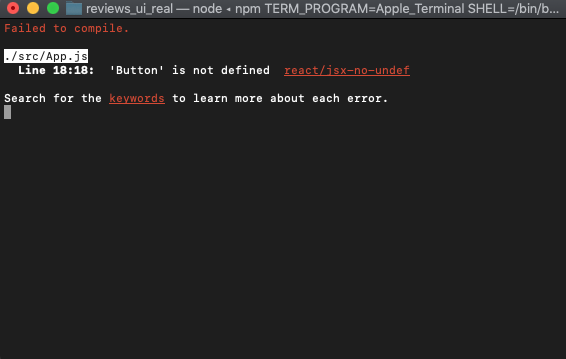 reviews_ui_real — node ◂ npm TERM_PROGRAM=Apple_Terminal SHELL=/bin/b...
Failed to compile.
./src/App.js
Line 18:18: 'Button' is not defined react/jsx-no-undef
Search for the keywords to learn more about each error.